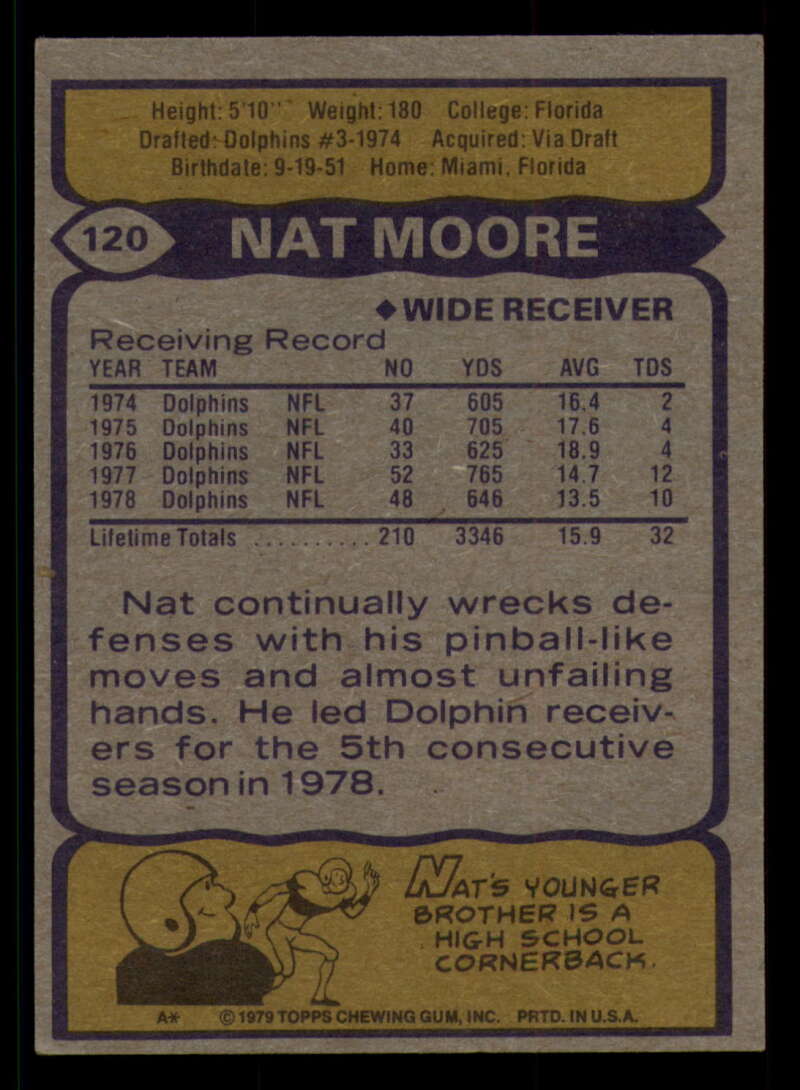 Height: 5'10" Weight: 180 College: Florida
Drafted: Dolphins #3-1974 Acquired: Via Draft
Birthdate: 9-19-51 Home: Miami, Florida
120 NAT MOORE
◆WIDE RECEIVER
Receiving Record
YEAR TEAM NO YDS AVG TDS
1974 Dolphins NFL 37 605 16.4 2
1975 Dolphins NFL 40 705 17.6 4
1976 Dolphins NFL 33 625 18.9 4
1977 Dolphins NFL 52 765 14.7 12
1978 Dolphins NFL 48 646 13.5 10
Lifetime Totals .......... 210 3346 15.9 32
Nat continually wrecks de-
fenses with his pinball-like
moves and almost unfailing
hands. He led Dolphin receiv-
ers for the 5th consecutive
season in 1978.
NAT'S YOUNGER
BROTHER IS A
HIGH SCHOOL
CORNERBACK.
A* © 1979 TOPPS CHEWING GUM, INC. PRTD. IN U.S.A.